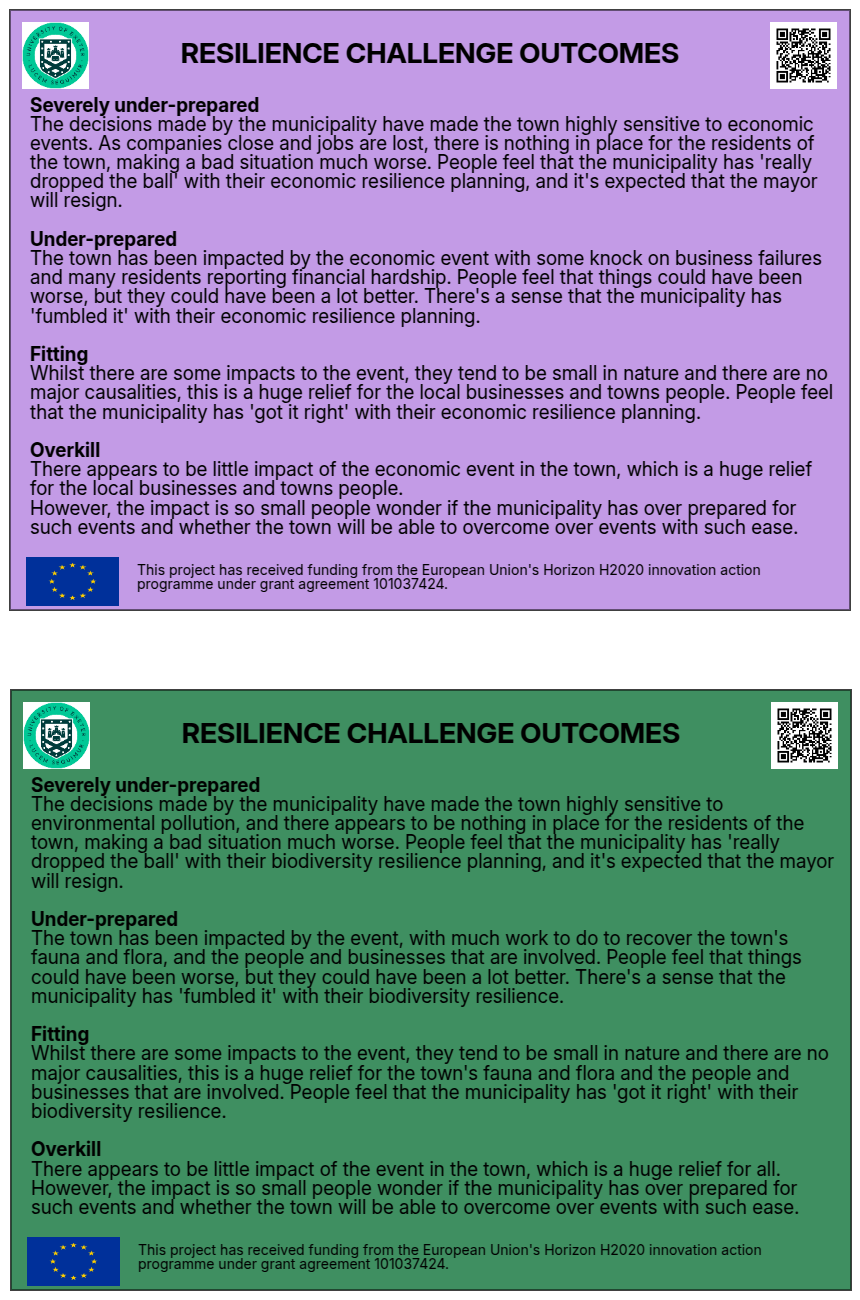 UNIVERSITY OF EXETER
LUCEM SEQUIMUR
RESILIENCE CHALLENGE OUTCOMES
Severely under-prepared
The decisions made by the municipality have made the town highly sensitive to economic
events. As companies close and jobs are lost, there is nothing in place for the residents of
the town, making a bad situation much worse. People feel that the municipality has 'really
dropped the ball' with their economic resilience planning, and it's expected that the mayor
will resign.
Under-prepared
The town has been impacted by the economic event with some knock on business failures
and many residents reporting financial hardship. People feel that things could have been
worse, but they could have been a lot better. There's a sense that the municipality has
'fumbled it' with their economic resilience planning.
Fitting
Whilst there are some impacts to the event, they tend to be small in nature and there are no
major causalities, this is a huge relief for the local businesses and towns people. People feel
that the municipality has 'got it right' with their economic resilience planning.
Overkill
There appears to be little impact of the economic event in the town, which is a huge relief
for the local businesses and towns people.
However, the impact is so small people wonder if the municipality has over prepared for
such events and whether the town will be able to overcome over events with such ease.
This project has received funding from the European Union's Horizon H2020 innovation action
programme under grant agreement 101037424.
UNIVERSITY OF EXETER
LUCEM SEQUIMUR
RESILIENCE CHALLENGE OUTCOMES
Severely under-prepared
The decisions made by the municipality have made the town highly sensitive to
environmental pollution, and there appears to be nothing in place for the residents of the
town, making a bad situation much worse. People feel that the municipality has 'really
dropped the ball' with their biodiversity resilience planning, and it's expected that the mayor
will resign.
Under-prepared
The town has been impacted by the event, with much work to do to recover the town's
fauna and flora, and the people and businesses that are involved. People feel that things
could have been worse, but they could have been a lot better. There's a sense that the
municipality has 'fumbled it' with their biodiversity resilience.
Fitting
Whilst there are some impacts to the event, they tend to be small in nature and there are no
major causalities, this is a huge relief for the town's fauna and flora and the people and
businesses that are involved. People feel that the municipality has 'got it right' with their
biodiversity resilience.
Overkill
There appears to be little impact of the event in the town, which is a huge relief for all.
However, the impact is so small people wonder if the municipality has over prepared for
such events and whether the town will be able to overcome over events with such ease.
This project has received funding from the European Union's Horizon H2020 innovation action
programme under grant agreement 101037424.